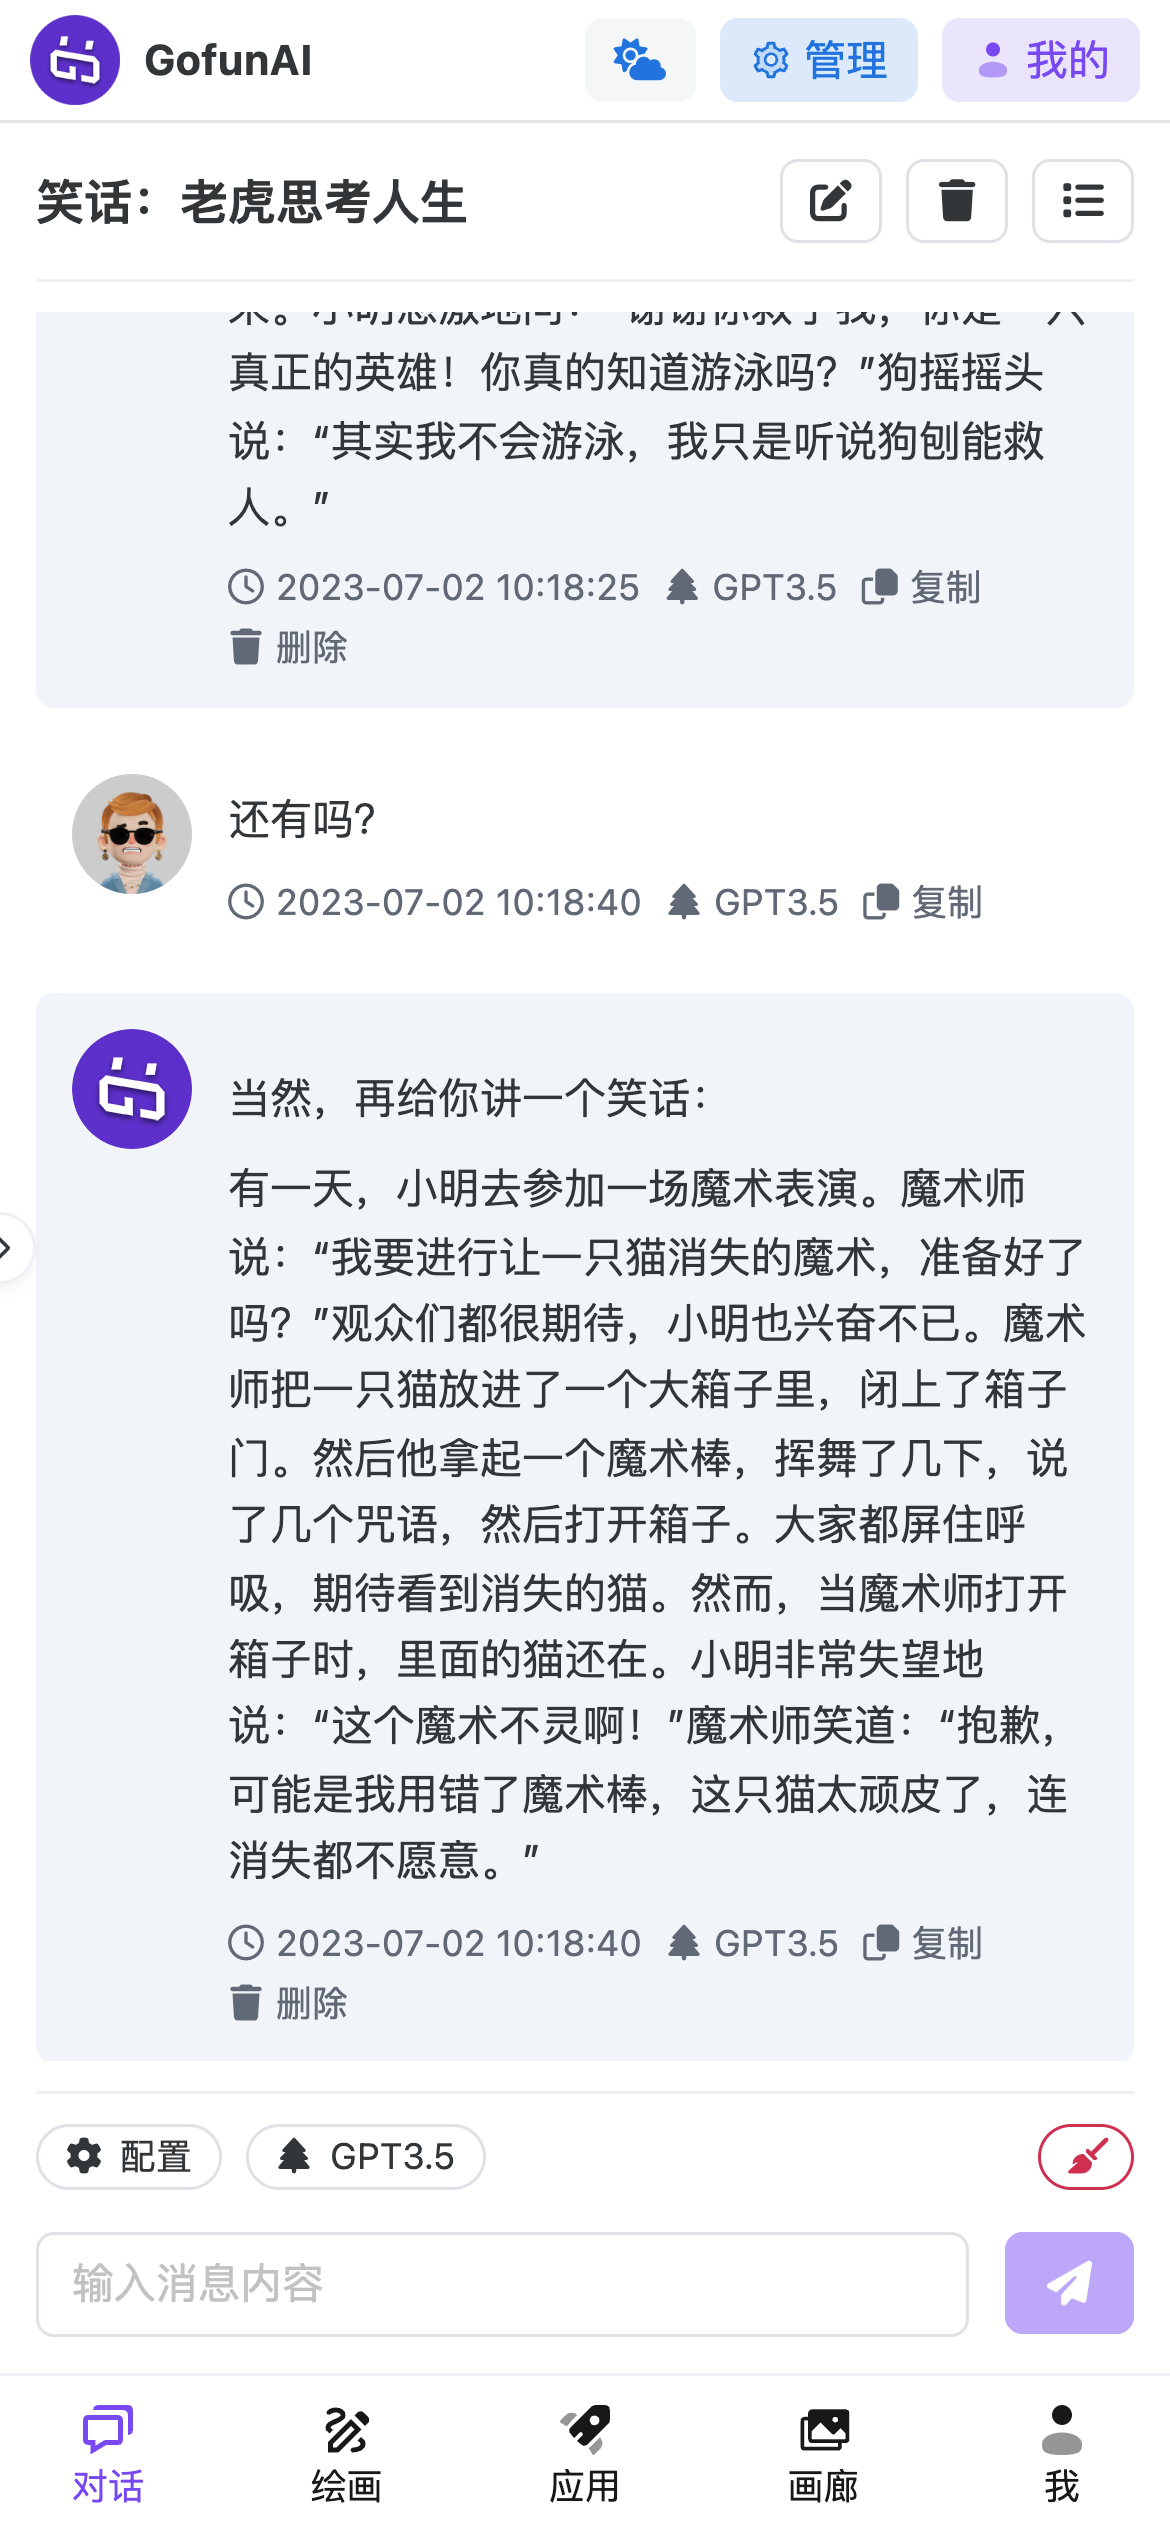 GofunAI
管理
我的
笑话：老虎思考人生
真正的英雄！你真的知道游泳吗？”狗摇摇头
说：“其实我不会游泳，我只是听说狗刨能救
人。”
2023-07-02 10:18:25 GPT3.5 复制
删除
还有吗？
2023-07-02 10:18:40 GPT3.5 复制
当然，再给你讲一个笑话：
有一天，小明去参加一场魔术表演。魔术师
说：“我要进行让一只猫消失的魔术，准备好了
吗？”观众们都很期待，小明也兴奋不已。魔术
师把一只猫放进了一个大箱子里，闭上了箱子
门。然后他拿起一个魔术棒，挥舞了几下，说
了几个咒语，然后打开箱子。大家都屏住呼
吸，期待看到消失的猫。然而，当魔术师打开
箱子时，里面的猫还在。小明非常失望地
说：“这个魔术不灵啊！”魔术师笑道：“抱歉，
可能是我用错了魔术棒，这只猫太顽皮了，连
消失都不愿意。”
2023-07-02 10:18:40 GPT3.5 复制
删除
配置
GPT3.5
输入消息内容
对话
绘画
应用
画廊
我